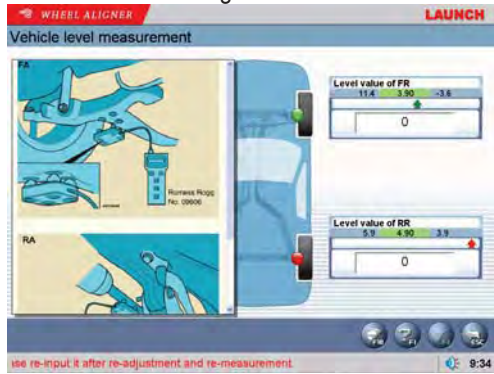 WHEEL ALIGNER
LAUNCH
Vehicle level measurement
FA
Romess Rogg
No. 09606
RA
Level value of FR
11.4 3.90 -3.6
0
Level value of RR
5.9 4.90 3.9
0
ESC
se re-input it after re-adjustment and re-measurement.
9:34